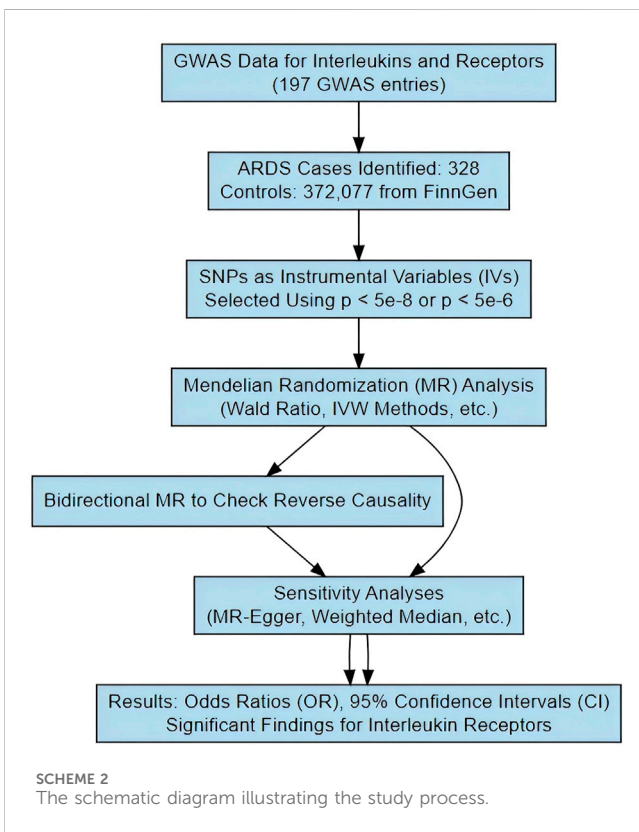 GWAS Data for Interleukins and Receptors
(197 GWAS entries)
ARDS Cases Identified: 328
Controls: 372,077 from FinnGen
SNPs as Instrumental Variables (IVs)
Selected Using p < 5e-8 or p < 5e-6
Mendelian Randomization (MR) Analysis
(Wald Ratio, IVW Methods, etc.)
Bidirectional MR to Check Reverse Causality
Sensitivity Analyses
(MR-Egger, Weighted Median, etc.)
Results: Odds Ratios (OR), 95% Confidence Intervals (CI)
Significant Findings for Interleukin Receptors
SCHEME 2
The schematic diagram illustrating the study process.